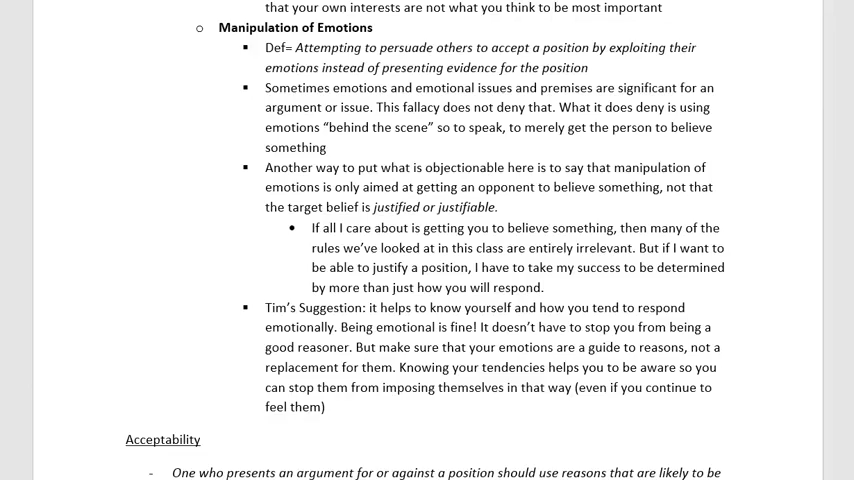 that your own interests are not what you think to be most important
o Manipulation of Emotions
▪ Def= Attempting to persuade others to accept a position by exploiting their
emotions instead of presenting evidence for the position
▪ Sometimes emotions and emotional issues and premises are significant for an
argument or issue. This fallacy does not deny that. What it does deny is using
emotions “behind the scene” so to speak, to merely get the person to believe
something
▪ Another way to put what is objectionable here is to say that manipulation of
emotions is only aimed at getting an opponent to believe something, not that
the target belief is justified or justifiable.
• If all I care about is getting you to believe something, then many of the
rules we’ve looked at in this class are entirely irrelevant. But if I want to
be able to justify a position, I have to take my success to be determined
by more than just how you will respond.
▪ Tim’s Suggestion: it helps to know yourself and how you tend to respond
emotionally. Being emotional is fine! It doesn’t have to stop you from being a
good reasoner. But make sure that your emotions are a guide to reasons, not a
replacement for them. Knowing your tendencies helps you to be aware so you
can stop them from imposing themselves in that way (even if you continue to
feel them)
Acceptability
- One who presents an argument for or against a position should use reasons that are likely to be